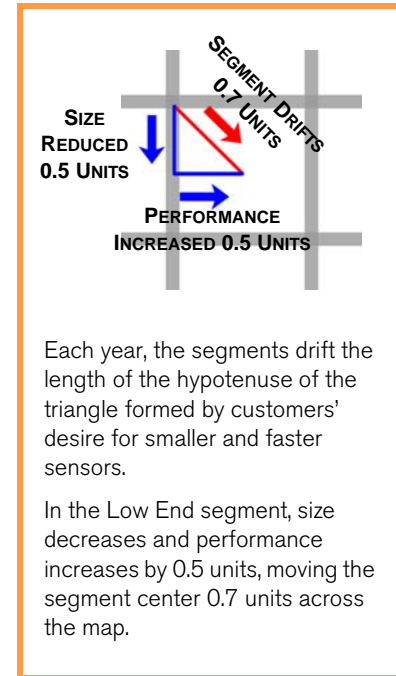 SEGMENT DRIFTS
0.7 UNITS
SIZE
REDUCED
0.5 UNITS
PERFORMANCE
INCREASED 0.5 UNITS
Each year, the segments drift the
length of the hypotenuse of the
triangle formed by customers’
desire for smaller and faster
sensors.
In the Low End segment, size
decreases and performance
increases by 0.5 units, moving the
segment center 0.7 units across
the map.